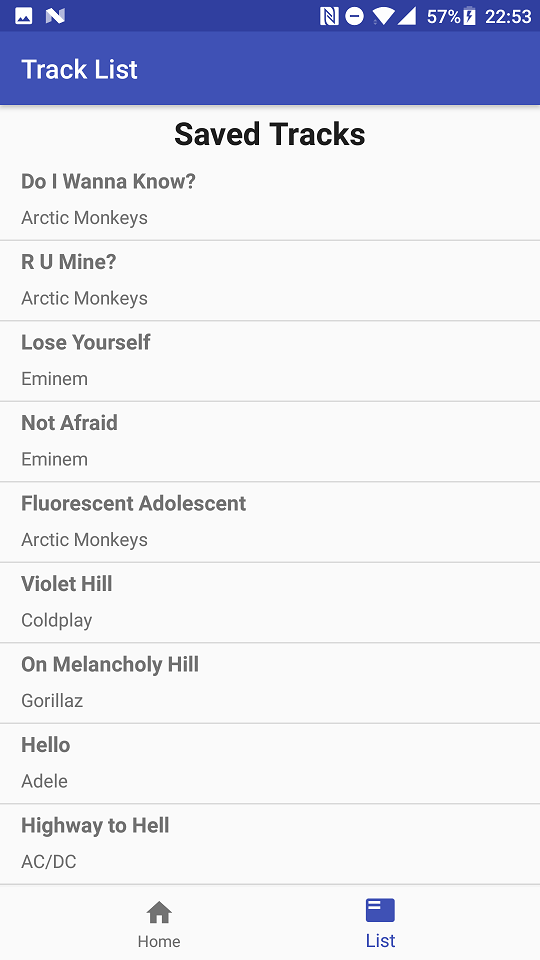 57% 22:53
Track List
Saved Tracks
Do I Wanna Know?
Arctic Monkeys
R U Mine?
Arctic Monkeys
Lose Yourself
Eminem
Not Afraid
Eminem
Fluorescent Adolescent
Arctic Monkeys
Violet Hill
Coldplay
On Melancholy Hill
Gorillaz
Hello
Adele
Highway to Hell
AC/DC
Home List